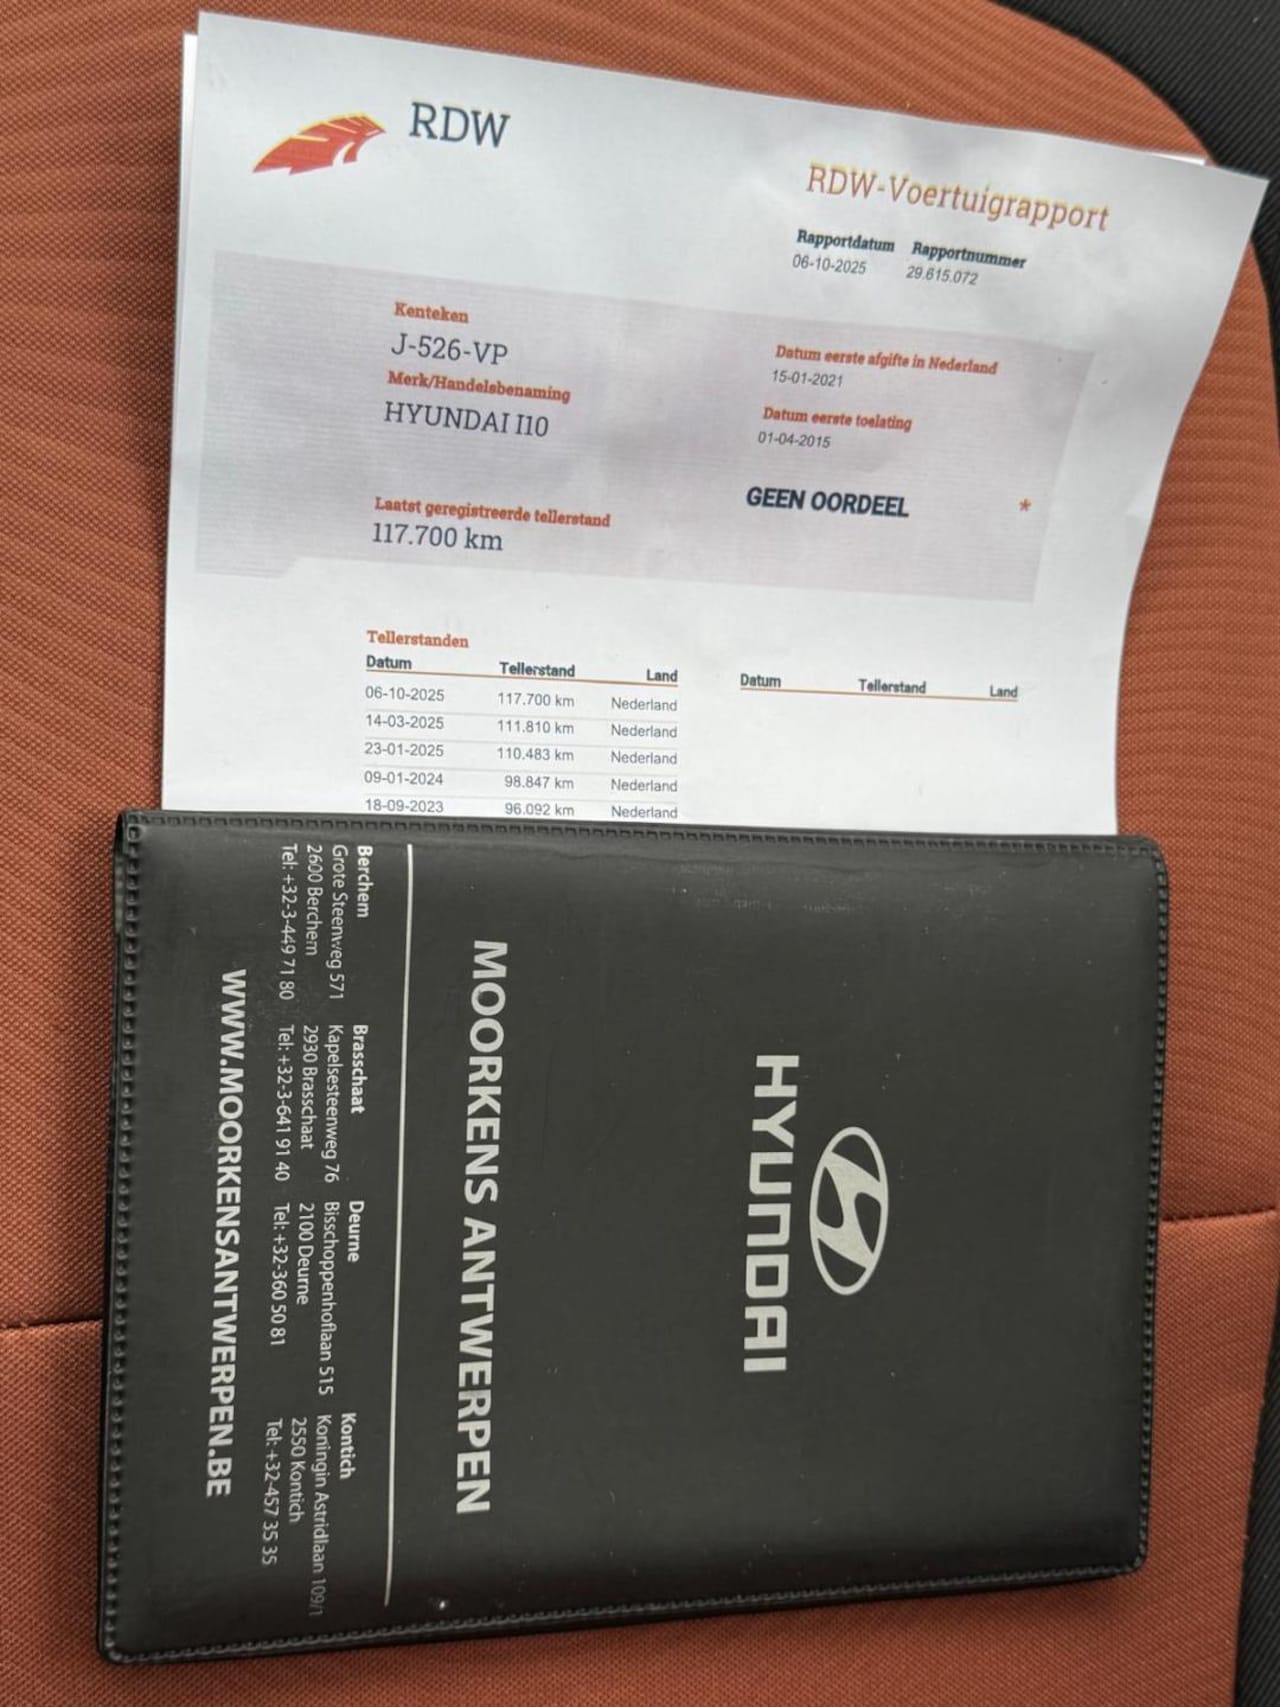 RDW
RDW-Voertuigrapport
Rapportdatum Rapportnummer
06-10-2025 29.615.072
Kenteken
J-526-VP
Merk/Handelsbenaming
HYUNDAI I10
Datum eerste afgifte in Nederland
15-01-2021
Datum eerste toelating
01-04-2015
Laatst geregistreerde tellerstand
117.700 km
GEEN OORDEEL *
Tellerstanden
Datum Tellerstand Land
06-10-2025 117.700 km Nederland
14-03-2025 111.810 km Nederland
23-01-2025 110.483 km Nederland
09-01-2024 98.847 km Nederland
18-09-2023 96.092 km Nederland
Datum Tellerstand Land
HYUNDAI
MOORKENS ANTWERPEN
Berchem
Grote Steenweg 571
2600 Berchem
Tel: +32-3-449 71 80
Brasschaat
Kapelsesteenweg 76
2930 Brasschaat
Tel: +32-3-641 91 40
Deurne
Bisschoppenhoflaan 515
2100 Deurne
Tel: +32-360 50 81
Kontich
Koningin Astridlaan 109/1
2550 Kontich
Tel: +32-457 35 35
WWW.MOORKENSANTWERPEN.BE